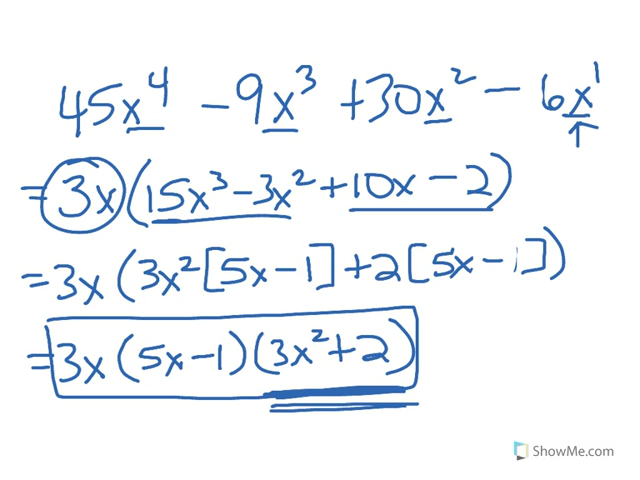 45x⁴ − 9x³ + 30x² − 6x¹
= 3x (15x³ − 3x² + 10x − 2)
= 3x (3x² [5x − 1] + 2 [5x − 1])
= 3x (5x − 1) (3x² + 2)
ShowMe.com